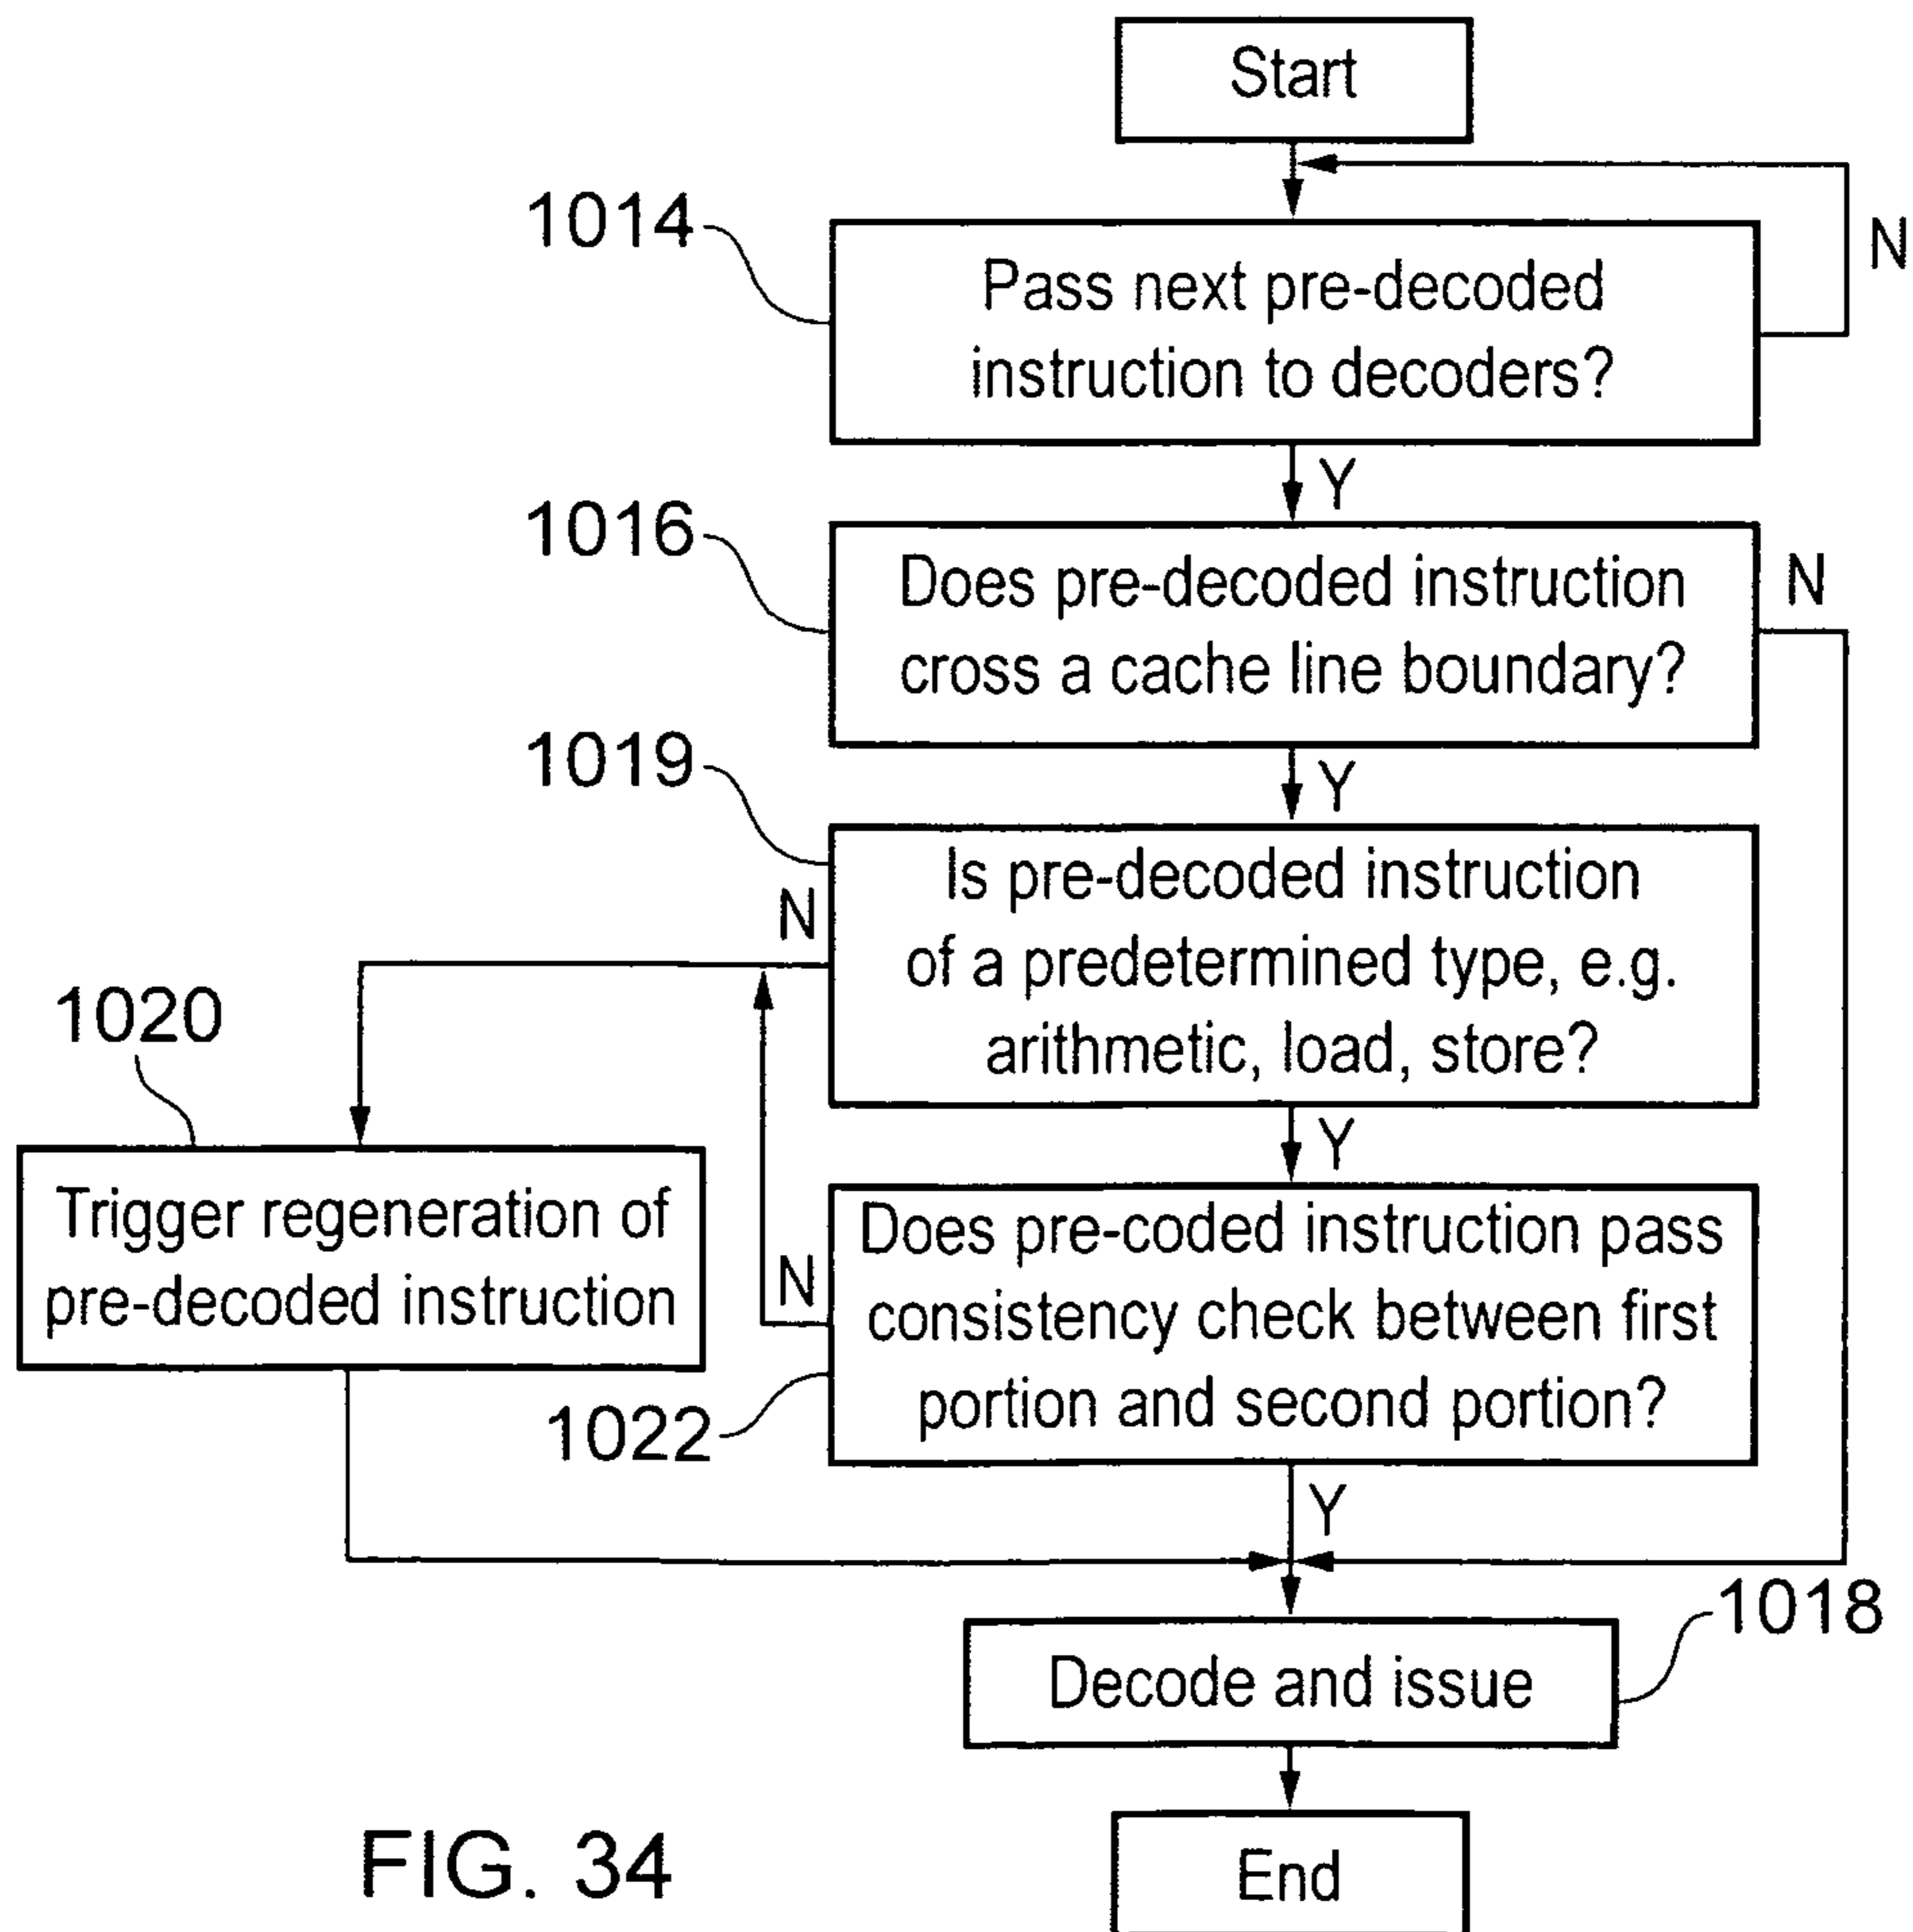 Start
1014
Pass next pre-decoded
instruction to decoders?
N
Y
1016
Does pre-decoded instruction
cross a cache line boundary?
N
Y
1019
Is pre-decoded instruction
of a predetermined type, e.g.
arithmetic, load, store?
N
Y
1020
Trigger regeneration of
pre-decoded instruction
Does pre-coded instruction pass
consistency check between first
portion and second portion?
N
1022
Y
1018
Decode and issue
End
FIG. 34